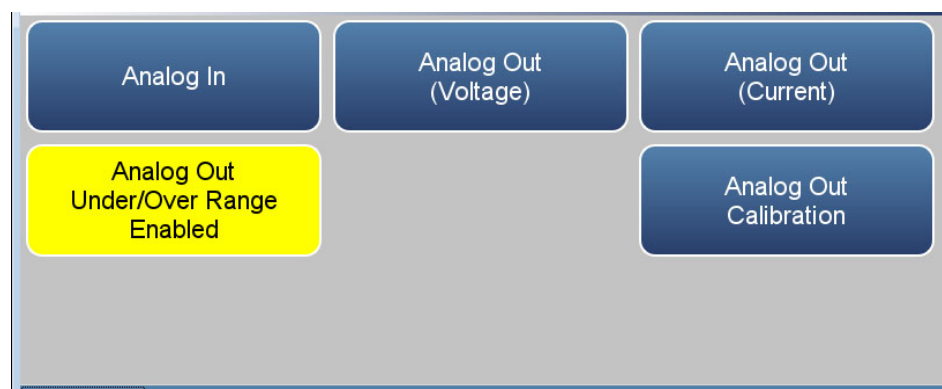 Analog In
Analog Out
(Voltage)
Analog Out
(Current)
Analog Out
Under/Over Range
Enabled
Analog Out
Calibration